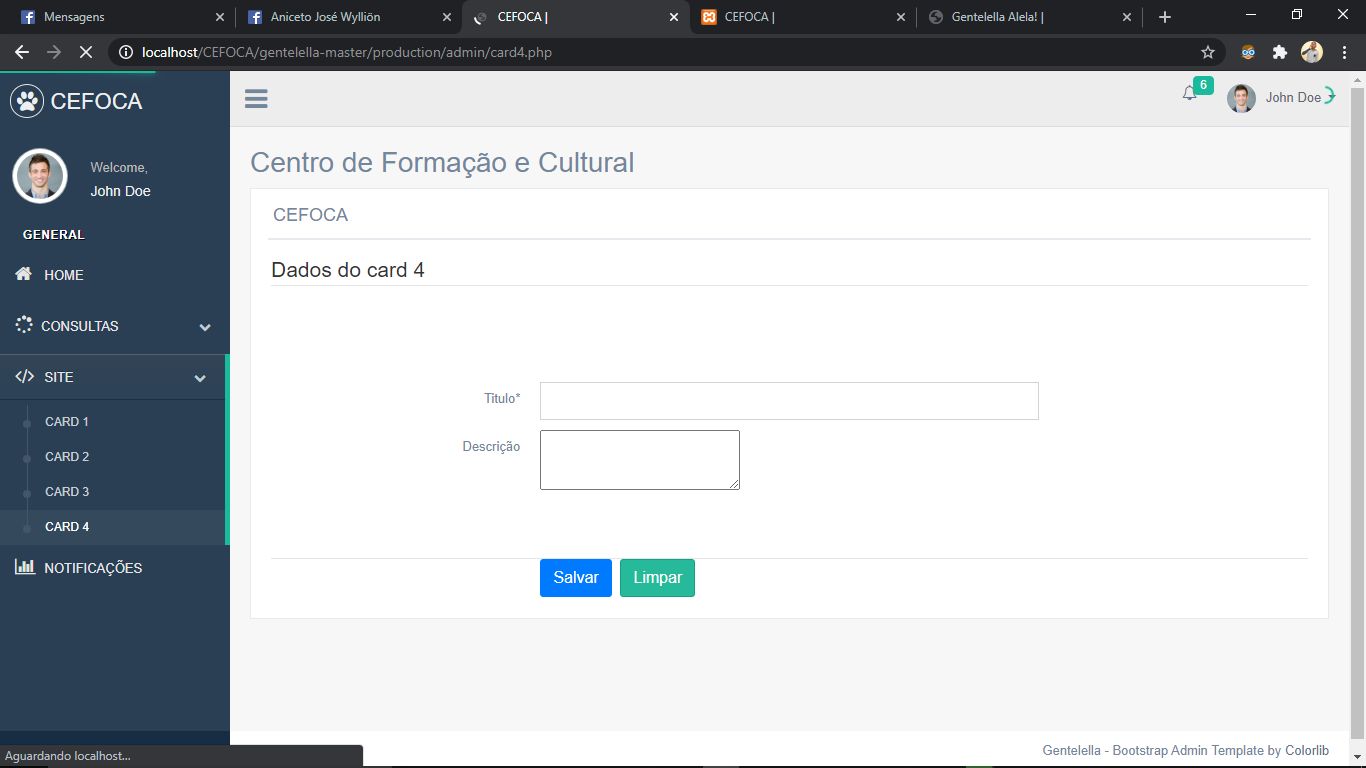 Mensagens
Aniceto José Wylliön
CEFOCA |
CEFOCA |
Gentelella Alela! |
localhost/CEFOCA/gentelella-master/production/admin/card4.php
CEFOCA
6
John Doe
Welcome,
John Doe
GENERAL
HOME
CONSULTAS
SITE
CARD 1
CARD 2
CARD 3
CARD 4
NOTIFICAÇÕES
Centro de Formação e Cultural
CEFOCA
Dados do card 4
Titulo*
Descrição
Salvar
Limpar
Gentelella - Bootstrap Admin Template by Colorlib
Aguardando localhost...